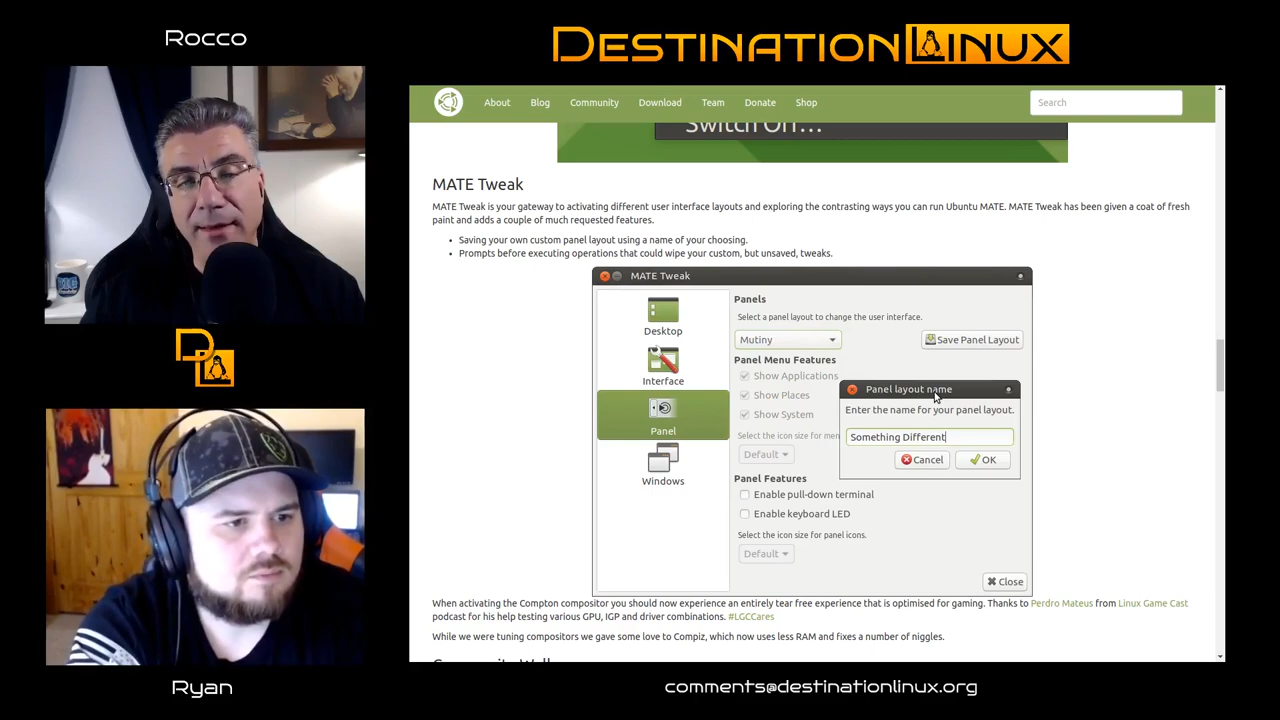 Rocco
DESTINATIONLINUX
About
Blog
Community
Download
Team
Donate
Shop
Search
Switch Off...
MATE Tweak
MATE Tweak is your gateway to activating different user interface layouts and exploring the contrasting ways you can run Ubuntu MATE. MATE Tweak has been given a coat of fresh
paint and adds a couple of much requested features.
• Saving your own custom panel layout using a name of your choosing.
• Prompts before executing operations that could wipe your custom, but unsaved, tweaks.
MATE Tweak
Desktop
Interface
Panel
Windows
Panels
Select a panel layout to change the user interface.
Mutiny
Save Panel Layout
Panel Menu Features
Show Applications
Show Places
Show System
Select the icon size for men
Default
Panel layout name
Enter the name for your panel layout.
Something Different
Cancel
OK
Panel Features
Enable pull-down terminal
Enable keyboard LED
Select the icon size for panel icons.
Default
Close
When activating the Compton compositor you should now experience an entirely tear free experience that is optimised for gaming. Thanks to Perdro Mateus from Linux Game Cast
podcast for his help testing various GPU, IGP and driver combinations. #LGCCares
While we were tuning compositors we gave some love to Compiz, which now uses less RAM and fixes a number of niggles.
DL
Ryan
comments@destinationlinux.org